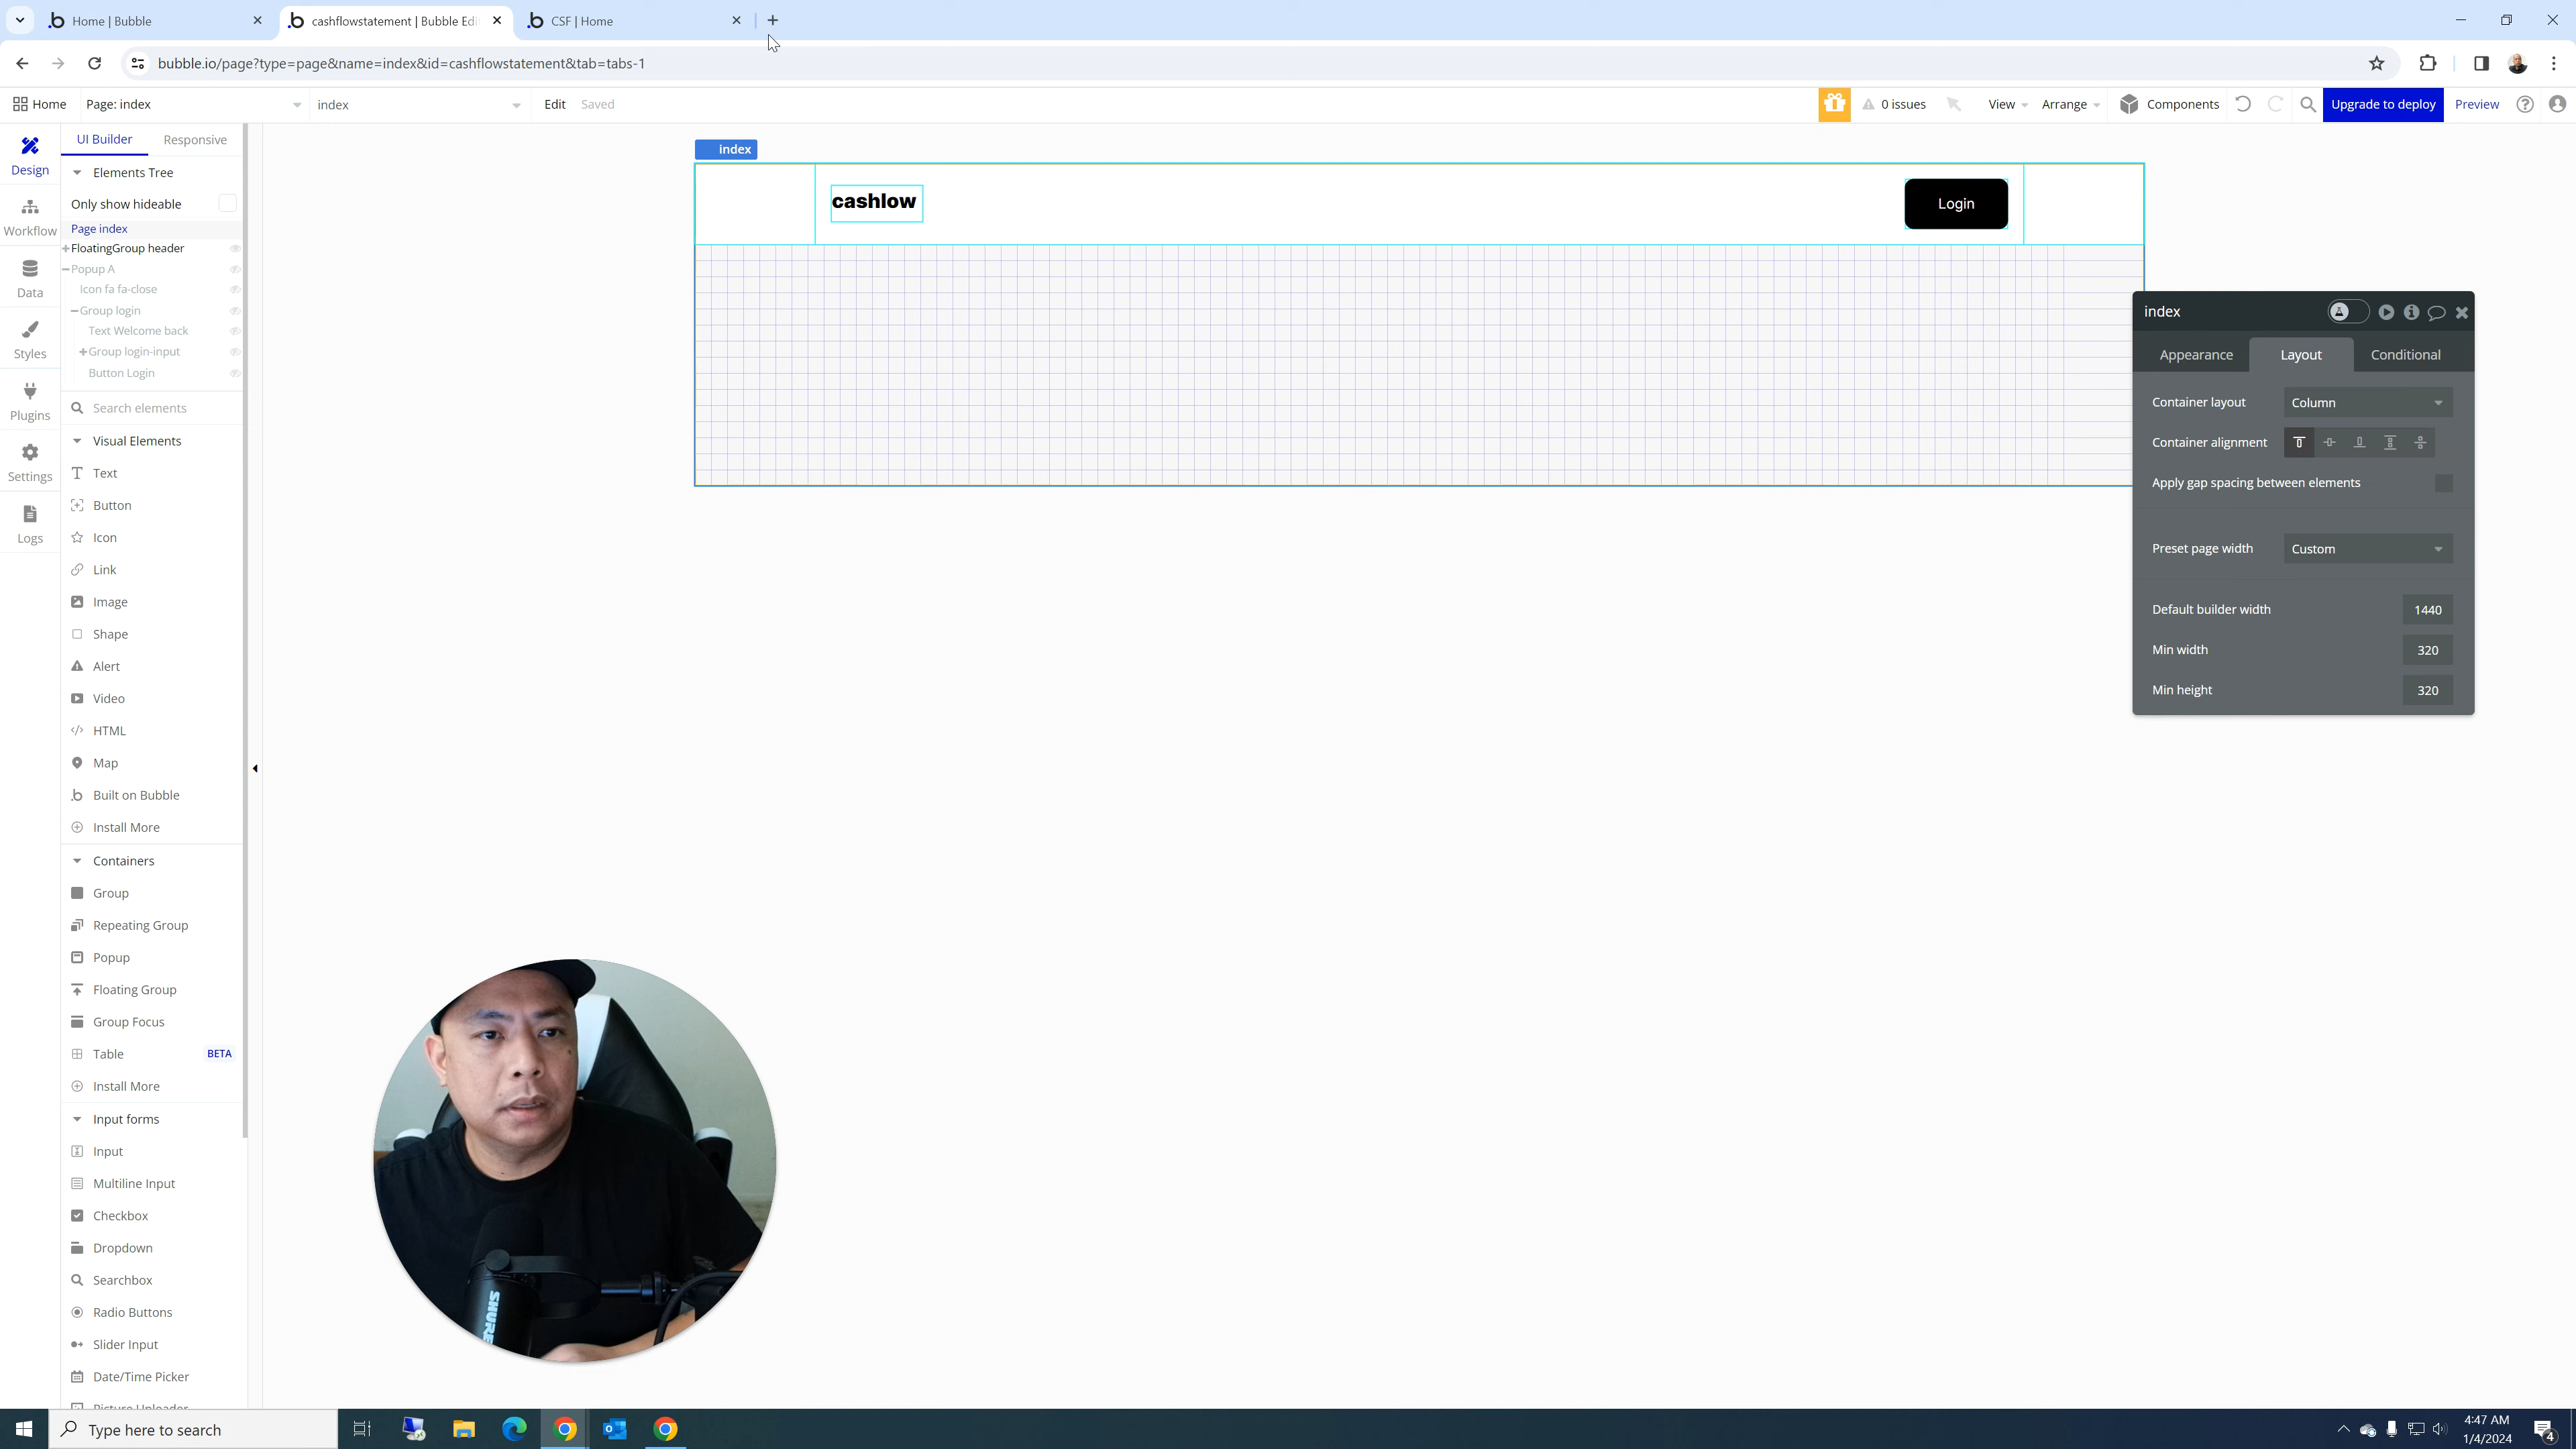 Home | Bubble
cashflowstatement | Bubble Edi
CSF | Home
bubble.io/page?type=page&name=index&id=cashflowstatement&tab=tabs-1
Home
Page: index
index
Edit
Saved
0 issues
View
Arrange
Components
Upgrade to deploy
Preview
Design
Workflow
Data
Styles
Plugins
Settings
Logs
UI Builder
Responsive
Elements Tree
Only show hideable
Page index
FloatingGroup header
Popup A
Icon fa fa-close
Group login
Text Welcome back
Group login-input
Button Login
Search elements
Visual Elements
Text
Button
Icon
Link
Image
Shape
Alert
Video
HTML
Map
Built on Bubble
Install More
Containers
Group
Repeating Group
Popup
Floating Group
Group Focus
Table BETA
Install More
Input forms
Input
Multiline Input
Checkbox
Dropdown
Searchbox
Radio Buttons
Slider Input
Date/Time Picker
Picture Uploader
index
cashlow
Login
index
Appearance
Layout
Conditional
Container layout
Column
Container alignment
Apply gap spacing between elements
Preset page width
Custom
Default builder width
1440
Min width
320
Min height
320
SHURE
Type here to search
4:47 AM
1/4/2024
4